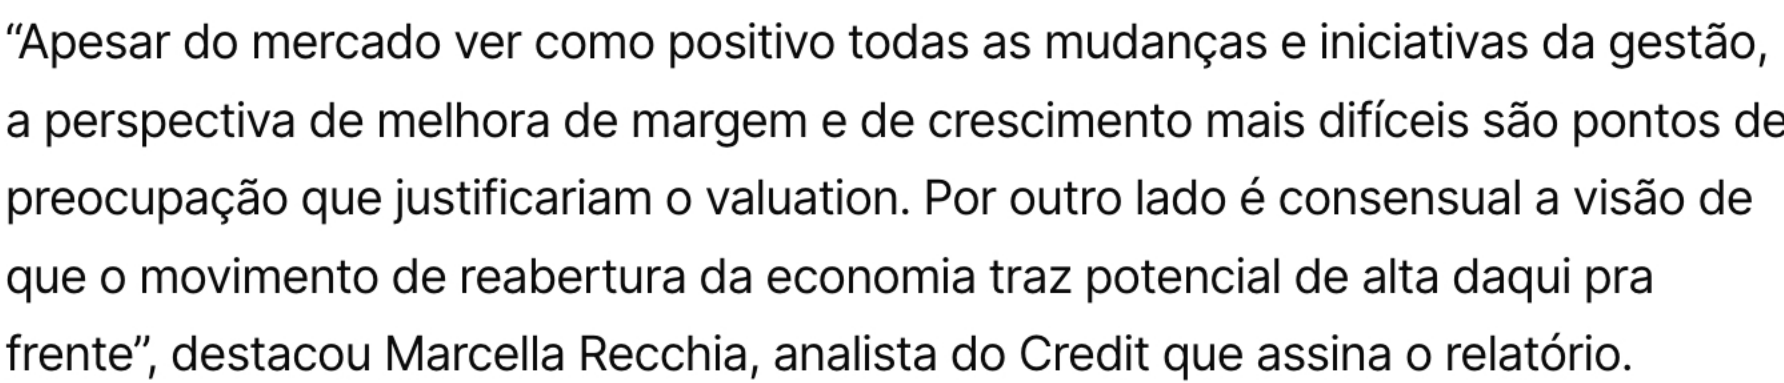 “Apesar do mercado ver como positivo todas as mudanças e iniciativas da gestão,
a perspectiva de melhora de margem e de crescimento mais difíceis são pontos de
preocupação que justificariam o valuation. Por outro lado é consensual a visão de
que o movimento de reabertura da economia traz potencial de alta daqui pra
frente”, destacou Marcella Recchia, analista do Credit que assina o relatório.